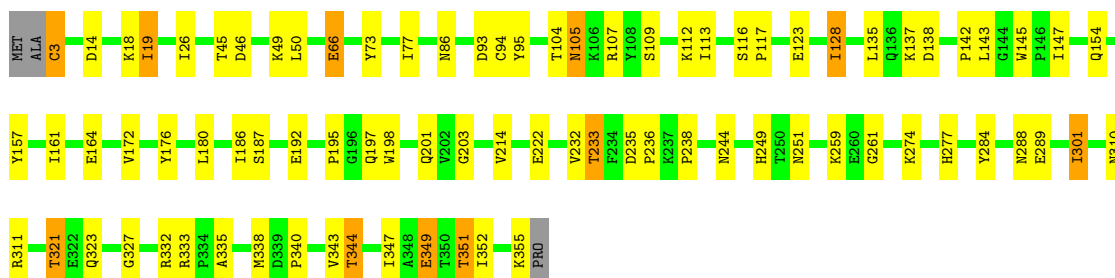 MET ALA C3 D14 K18 I19 I26 T45 D46 K49 L50 E66 Y73 I77 N86 D93 C94 Y95 T104 N105 K106 R107 Y108 S109 K112 I113 S116 P117 E123 I128 L135 Q136 K137 D138 P142 L143 G144 W145 P146 I147 Q154
Y157 I161 E164 V172 Y176 L180 I186 S187 E192 P195 G196 Q197 W198 Q201 V202 G203 V214 E222 V232 T233 F234 D235 P236 K237 P238 N244 H249 T250 N251 K259 E260 G261 K274 H277 Y284 N288 E289 I301 N310
R311 T321 E322 Q323 G327 R332 R333 P334 A335 M338 D339 P340 V343 T344 I347 A348 E349 T350 T351 I352 K355 PRO